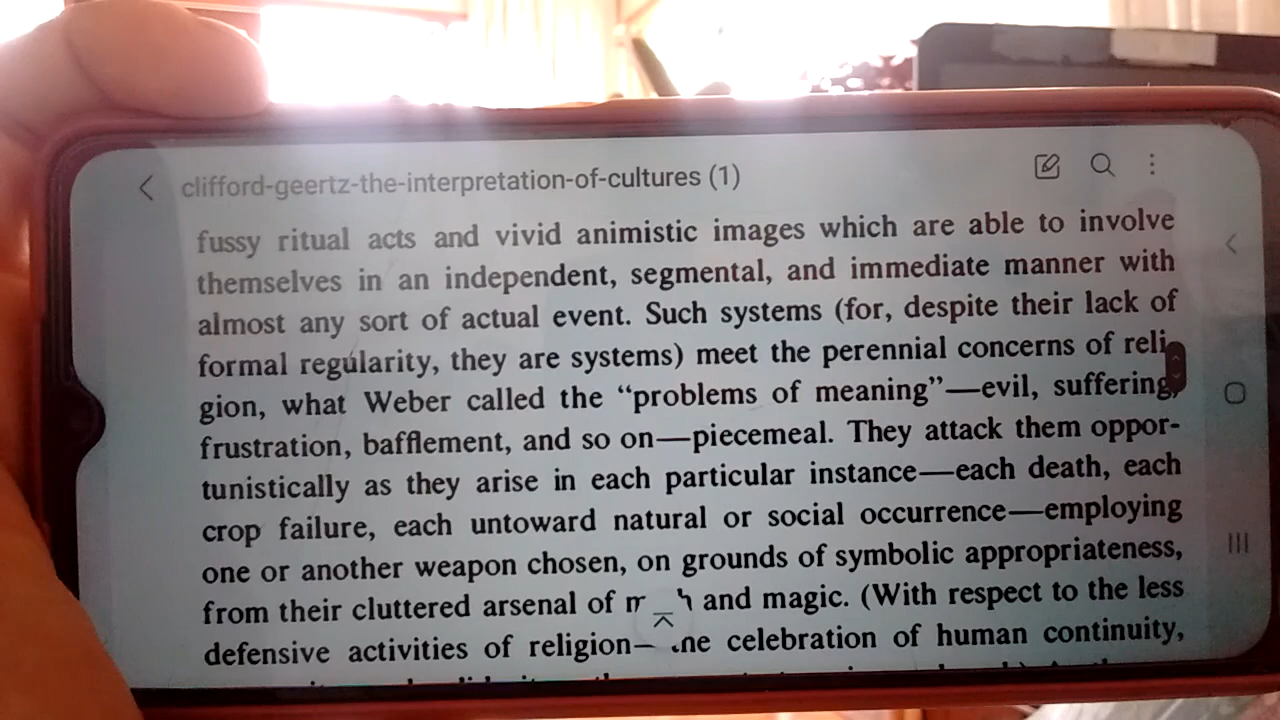 clifford-geertz-the-interpretation-of-cultures (1)
fussy ritual acts and vivid animistic images which are able to involve
themselves in an independent, segmental, and immediate manner with
almost any sort of actual event. Such systems (for, despite their lack of
formal regularity, they are systems) meet the perennial concerns of reli
gion, what Weber called the “problems of meaning”—evil, suffering,
frustration, bafflement, and so on—piecemeal. They attack them oppor-
tunistically as they arise in each particular instance—each death, each
crop failure, each untoward natural or social occurrence—employing
one or another weapon chosen, on grounds of symbolic appropriateness,
from their cluttered arsenal of and magic. (With respect to the less
defensive activities of religion— celebration of human continuity,